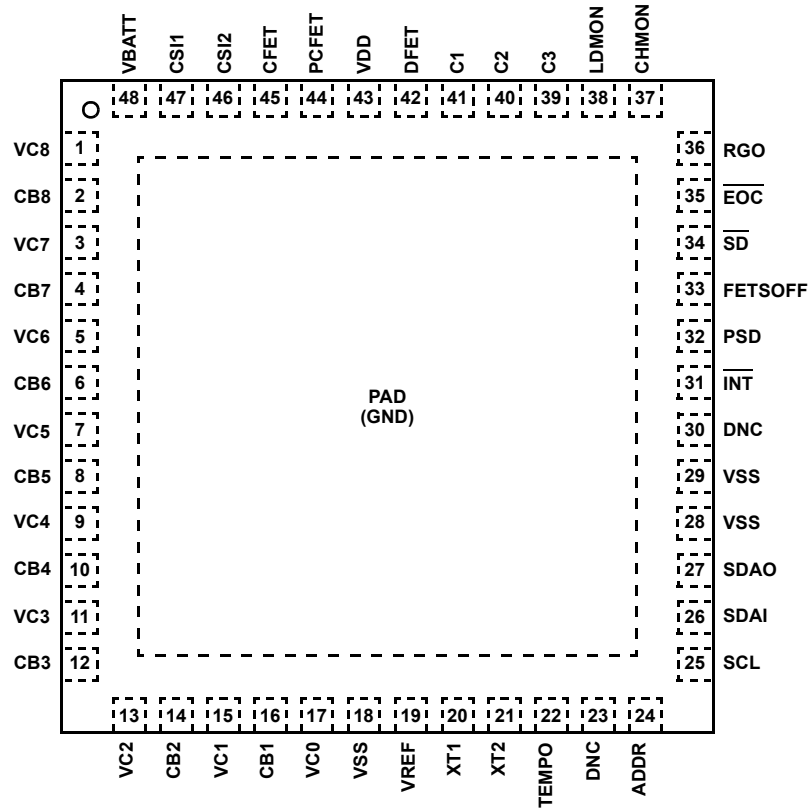 VBATT CSI1 CSI2 CFET PCFET VDD DFET C1 C2 C3 LDMON CHMON
48 47 46 45 44 43 42 41 40 39 38 37
VC8 1 36 RGO
CB8 2 35 EOC
VC7 3 34 SD
CB7 4 33 FETSOFF
VC6 5 32 PSD
CB6 6 31 INT
PAD
(GND)
VC5 7 30 DNC
CB5 8 29 VSS
VC4 9 28 VSS
CB4 10 27 SDAO
VC3 11 26 SDAI
CB3 12 25 SCL
13 14 15 16 17 18 19 20 21 22 23 24
VC2 CB2 VC1 CB1 VC0 VSS VREF XT1 XT2 TEMPO DNC ADDR